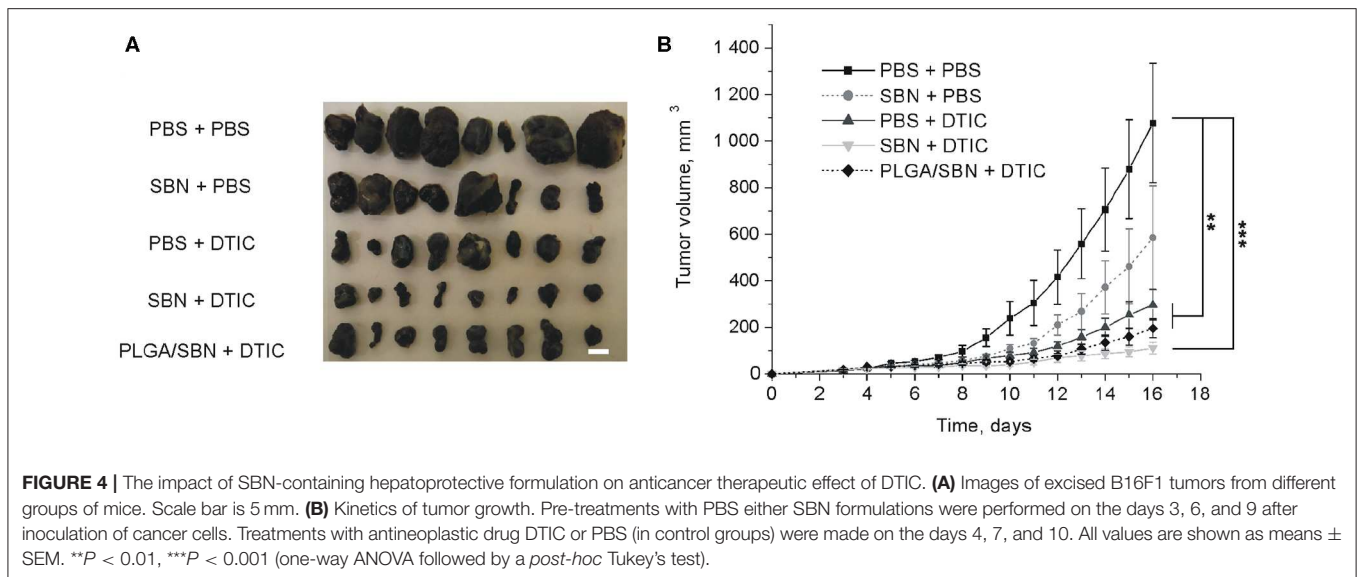 A
PBS + PBS
SBN + PBS
PBS + DTIC
SBN + DTIC
PLGA/SBN + DTIC
B
Tumor volume, mm³
1 400
1 200
1 000
800
600
400
200
0
PBS + PBS
SBN + PBS
PBS + DTIC
SBN + DTIC
PLGA/SBN + DTIC
**
***
0 2 4 6 8 10 12 14 16 18
Time, days
FIGURE 4 | The impact of SBN-containing hepatoprotective formulation on anticancer therapeutic effect of DTIC. (A) Images of excised B16F1 tumors from different
groups of mice. Scale bar is 5 mm. (B) Kinetics of tumor growth. Pre-treatments with PBS either SBN formulations were performed on the days 3, 6, and 9 after
inoculation of cancer cells. Treatments with antineoplastic drug DTIC or PBS (in control groups) were made on the days 4, 7, and 10. All values are shown as means ±
SEM. **P < 0.01, ***P < 0.001 (one-way ANOVA followed by a post-hoc Tukey's test).